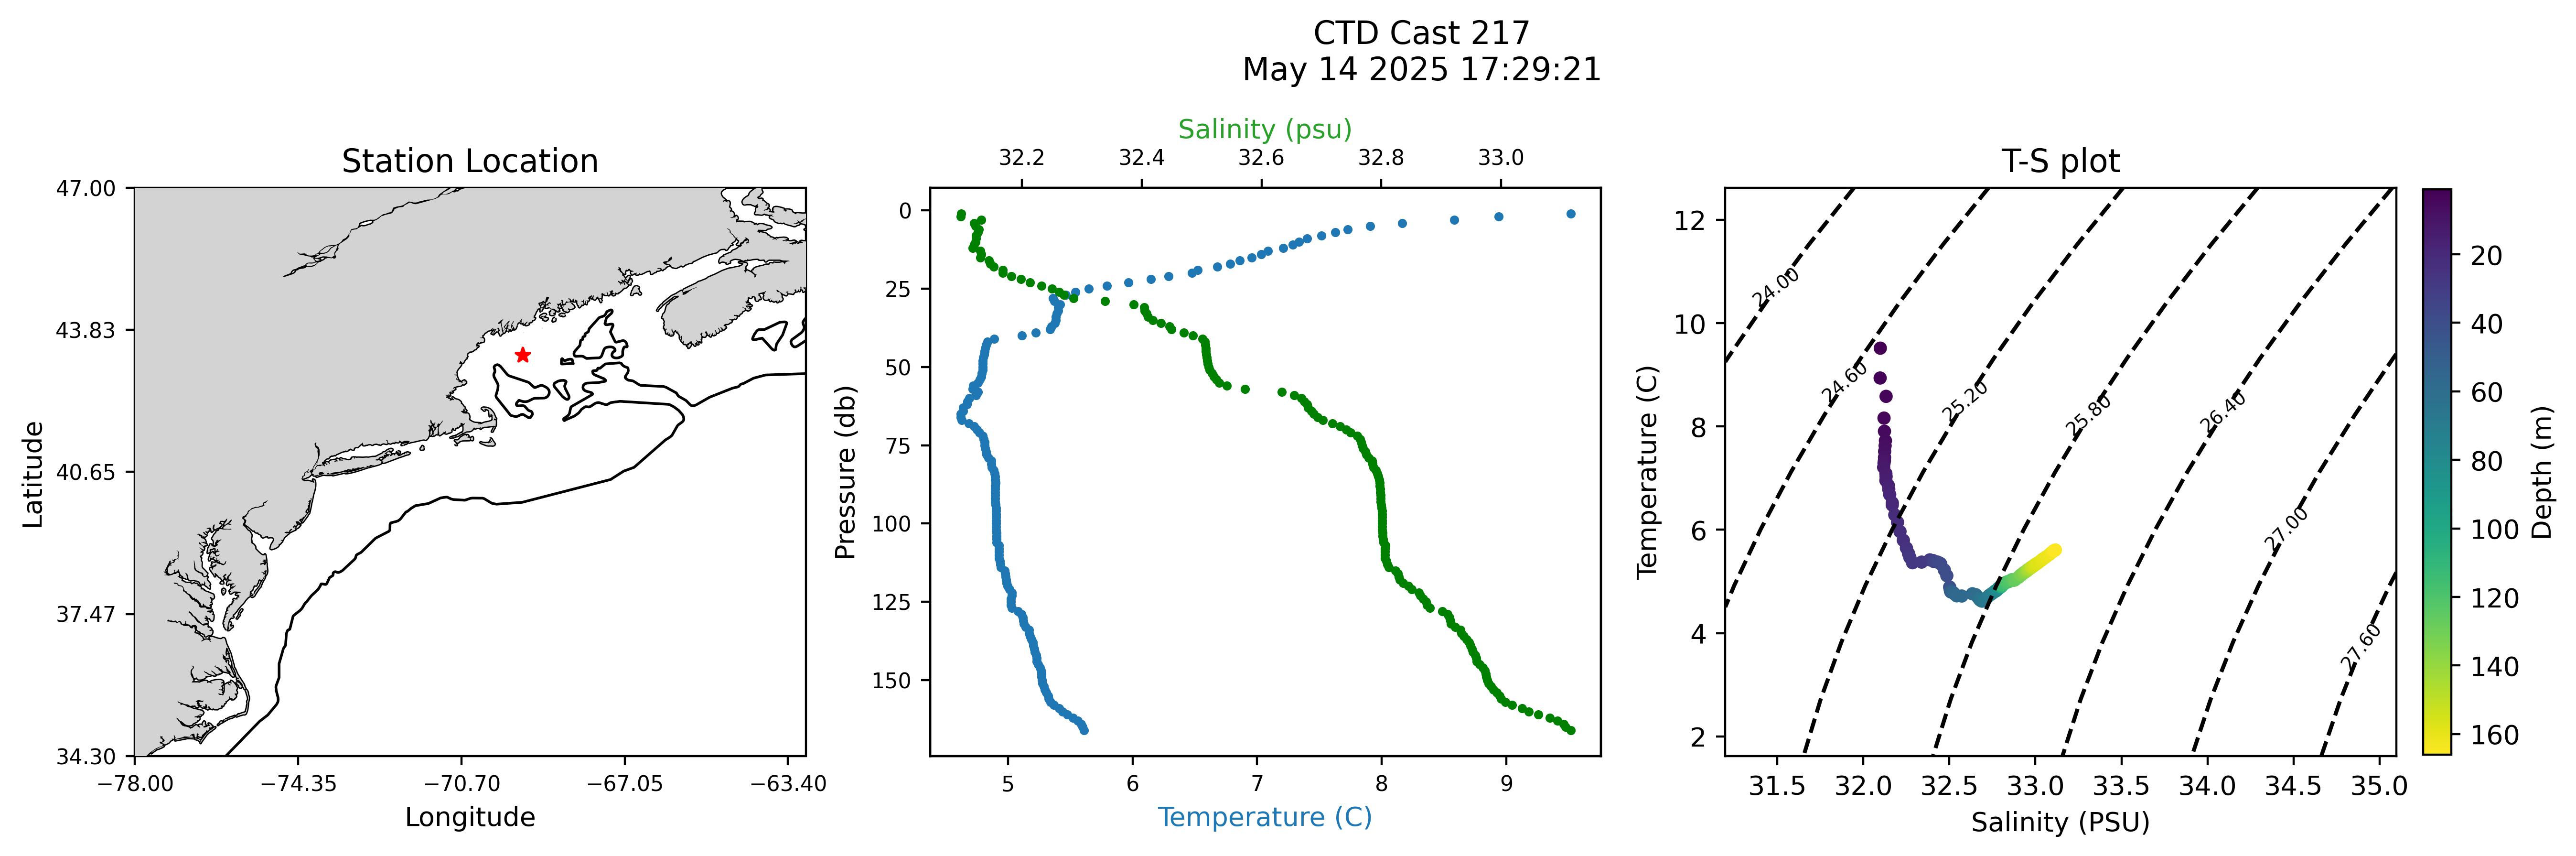 CTD Cast 217
May 14 2025 17:29:21
Station Location
47.00
43.83
40.65
37.47
34.30
Latitude
−78.00 −74.35 −70.70 −67.05 −63.40
Longitude
Salinity (psu)
32.2 32.4 32.6 32.8 33.0
0
25
50
75
100
125
150
Pressure (db)
5 6 7 8 9
Temperature (C)
T-S plot
12
10
8
6
4
2
Temperature (C)
24.00
24.60
25.20
25.80
26.40
27.00
27.60
31.5 32.0 32.5 33.0 33.5 34.0 34.5 35.0
Salinity (PSU)
20
40
60
80
100
120
140
160
Depth (m)